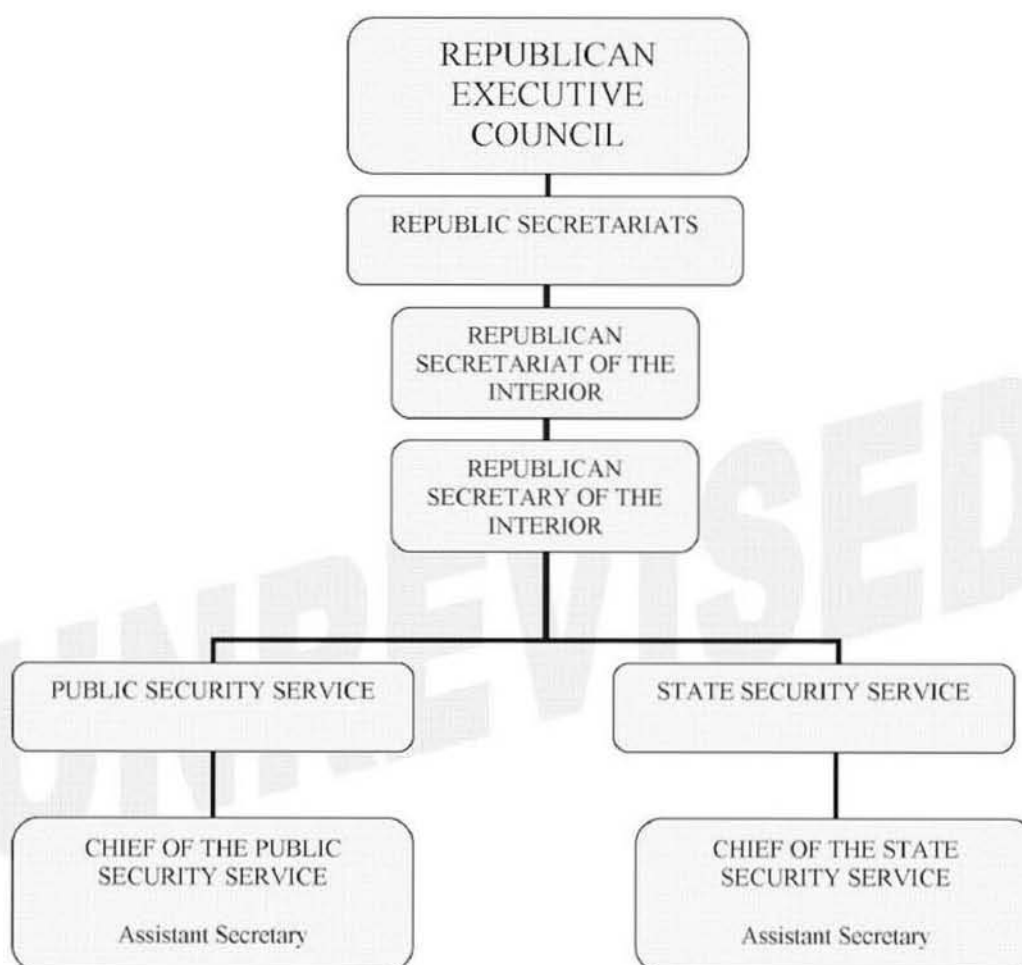 REPUBLICAN
EXECUTIVE
COUNCIL
REPUBLIC SECRETARIATS
REPUBLICAN
SECRETARIAT OF THE
INTERIOR
REPUBLICAN
SECRETARY OF THE
INTERIOR
UNREVISED
PUBLIC SECURITY SERVICE
STATE SECURITY SERVICE
CHIEF OF THE PUBLIC
SECURITY SERVICE
Assistant Secretary
CHIEF OF THE STATE
SECURITY SERVICE
Assistant Secretary